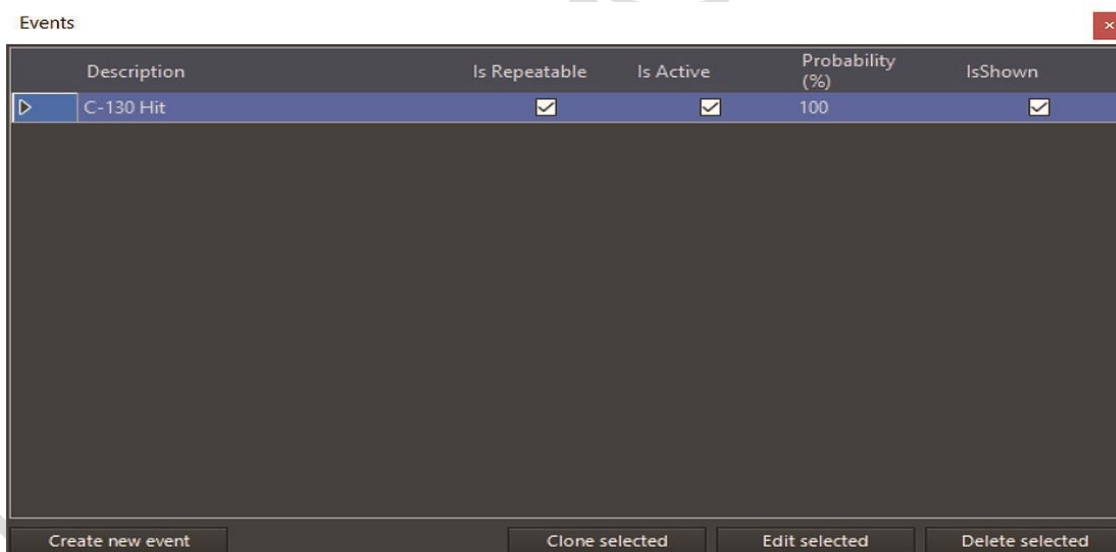 Events
Description Is Repeatable Is Active Probability (%) IsShown
C-130 Hit 100
Create new event Clone selected Edit selected Delete selected